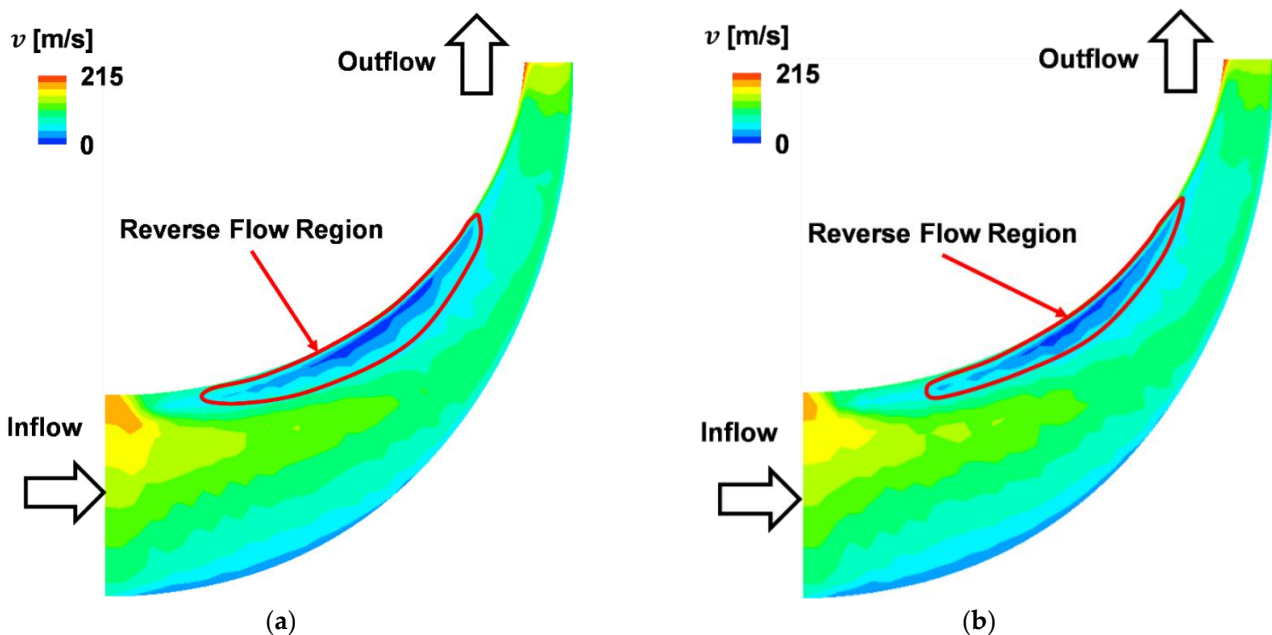 v [m/s]
215
0
Outflow
Reverse Flow Region
Inflow
(a)
v [m/s]
215
0
Outflow
Reverse Flow Region
Inflow
(b)